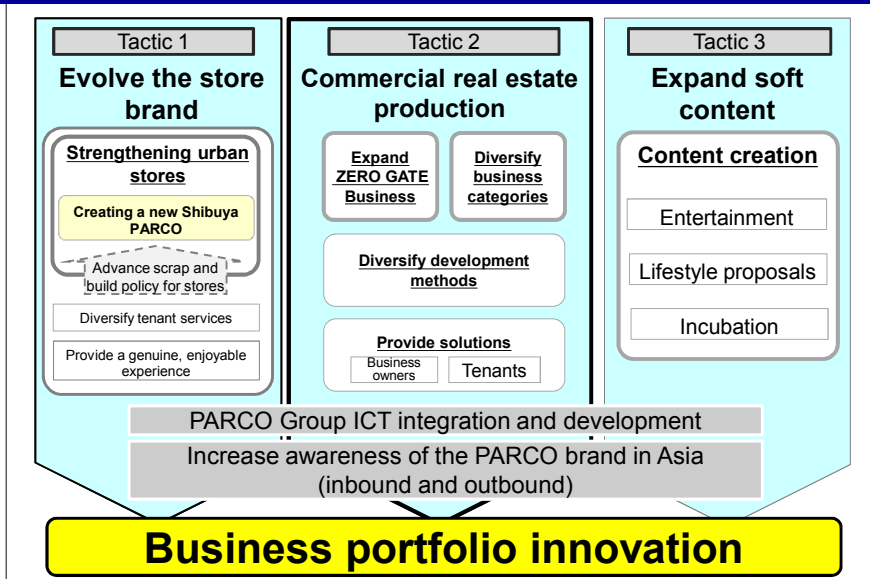 Tactic 1
Evolve the store
brand
Strengthening urban
stores
Creating a new Shibuya
PARCO
Advance scrap and
build policy for stores
Diversify tenant services
Provide a genuine, enjoyable
experience
Tactic 2
Commercial real estate
production
Expand
ZERO GATE
Business
Diversify
business
categories
Diversify development
methods
Provide solutions
Business
owners
Tenants
Tactic 3
Expand soft
content
Content creation
Entertainment
Lifestyle proposals
Incubation
PARCO Group ICT integration and development
Increase awareness of the PARCO brand in Asia
(inbound and outbound)
Business portfolio innovation